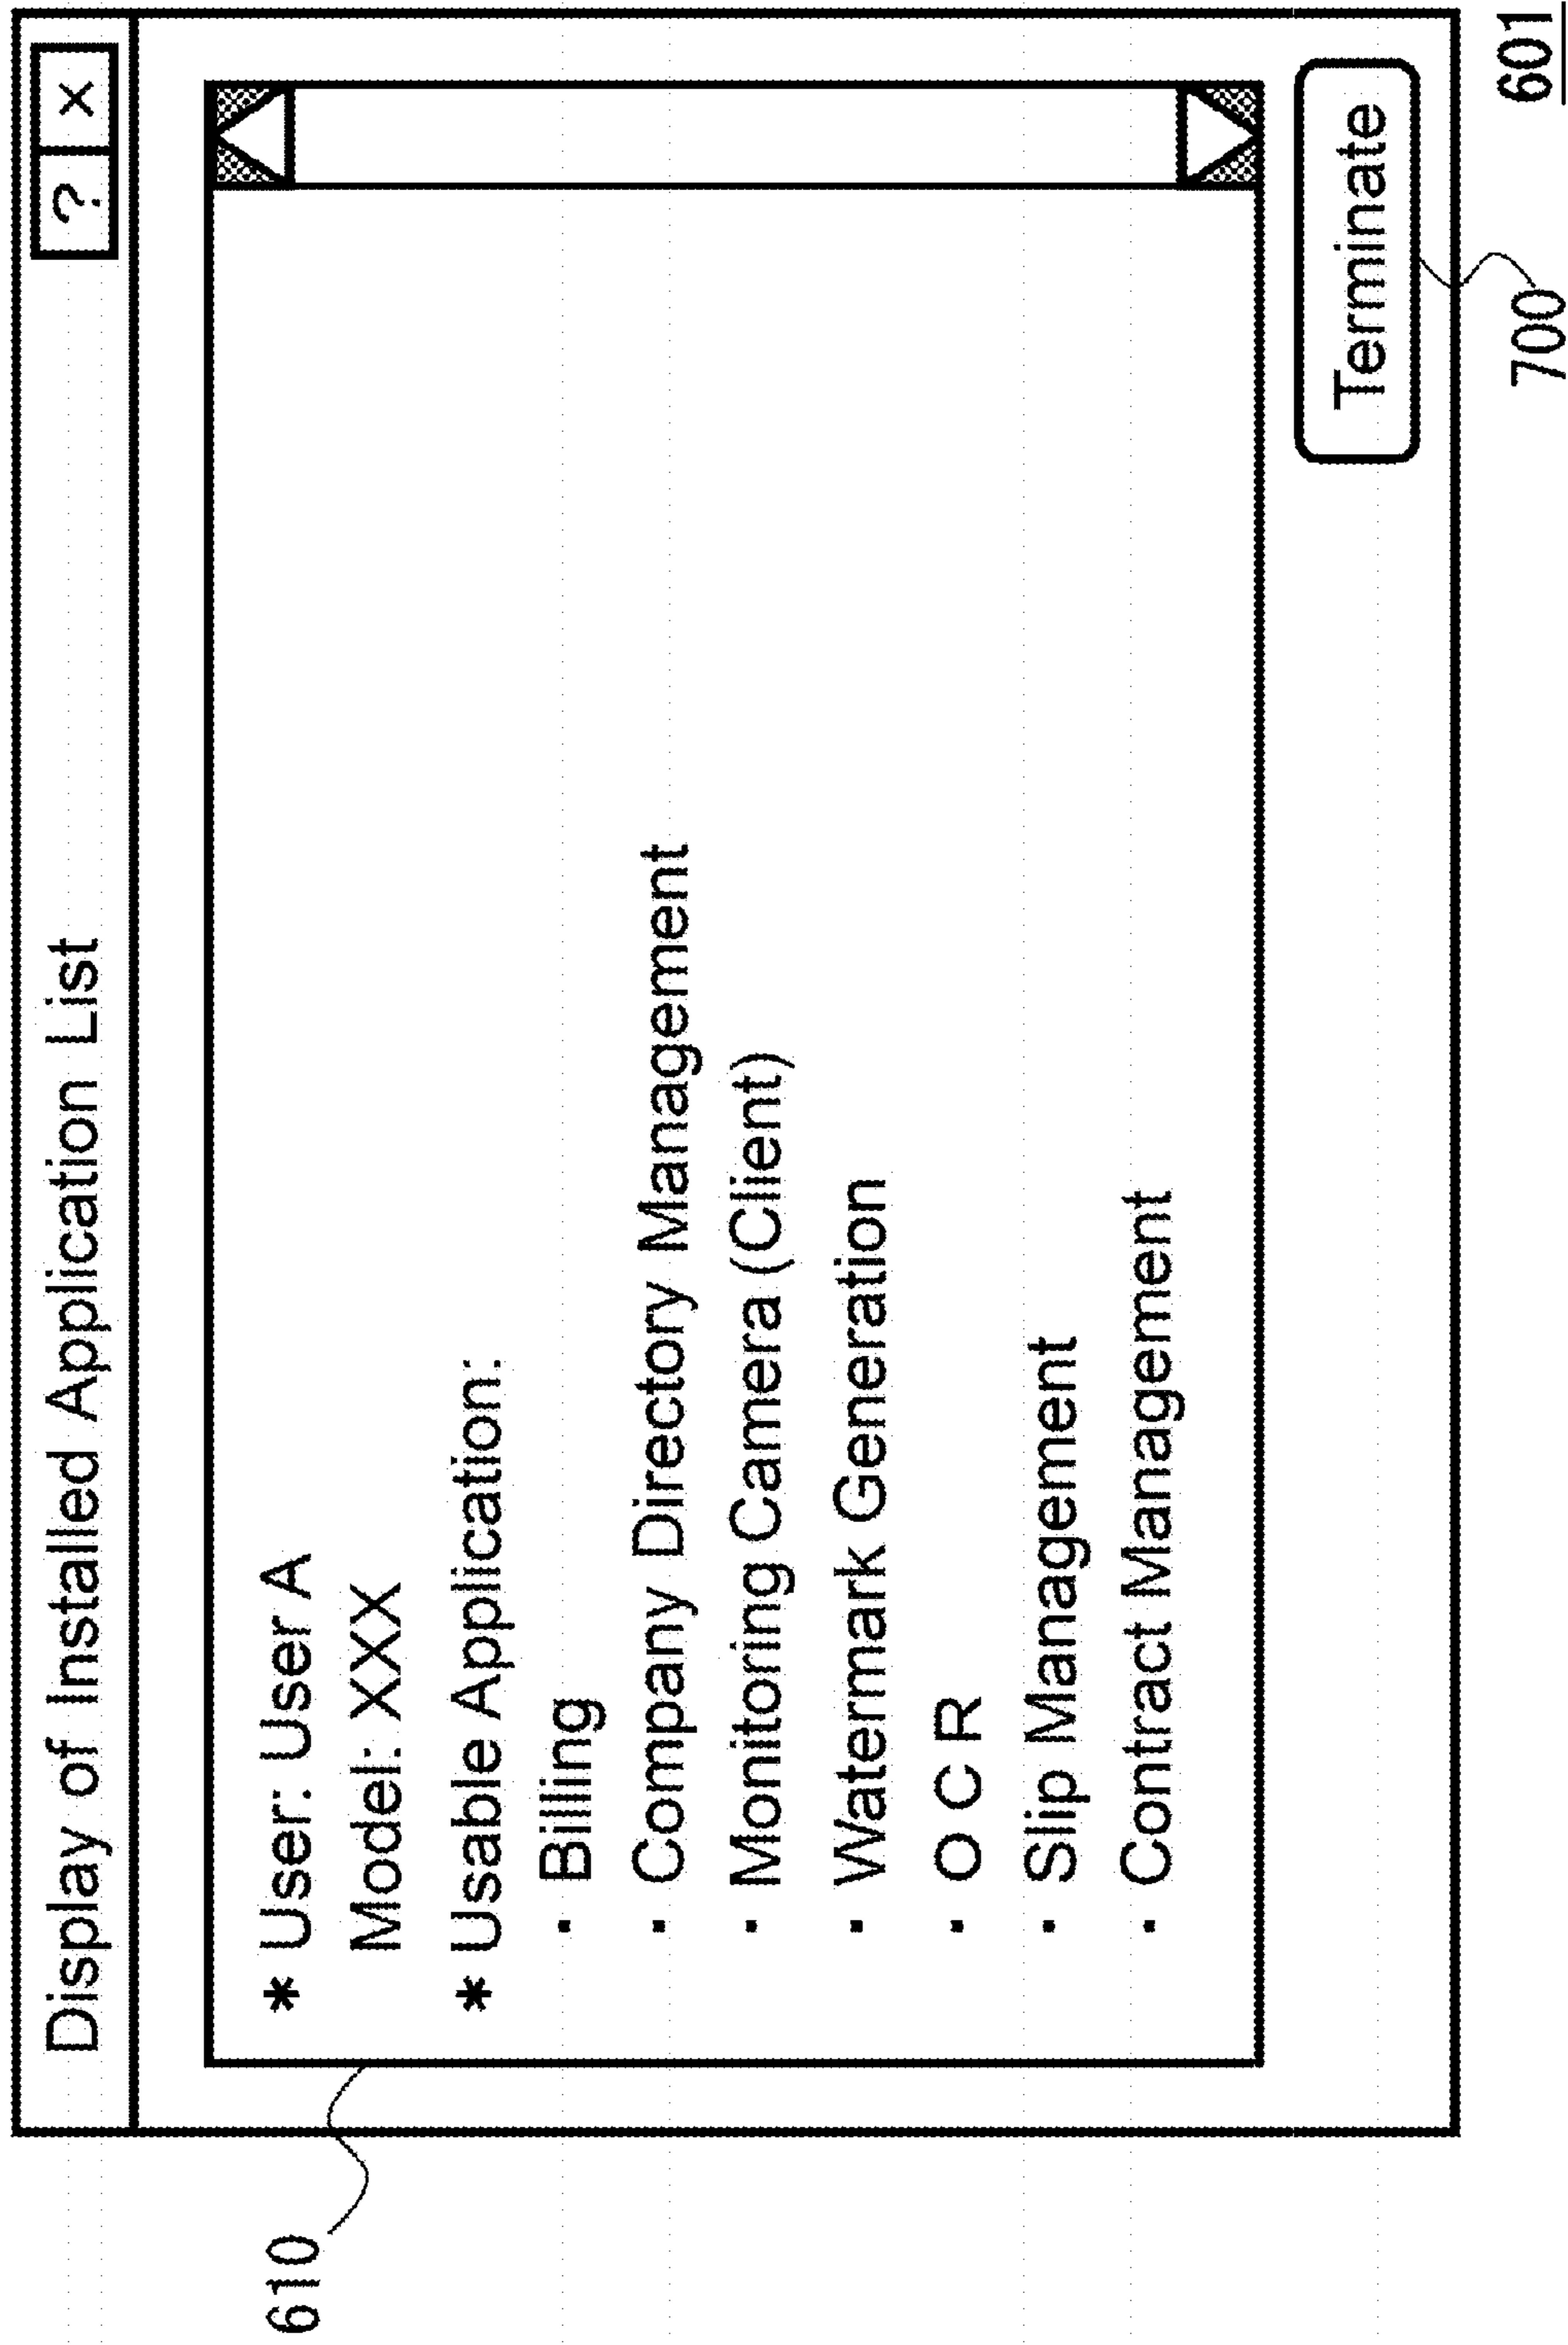 Display of Installed Application List
? ×
* User: User A
Model: XXX
* Usable Application:
· Billing
· Company Directory Management
· Monitoring Camera (Client)
· Watermark Generation
· O C R
· Slip Management
· Contract Management
Terminate
610
700
601